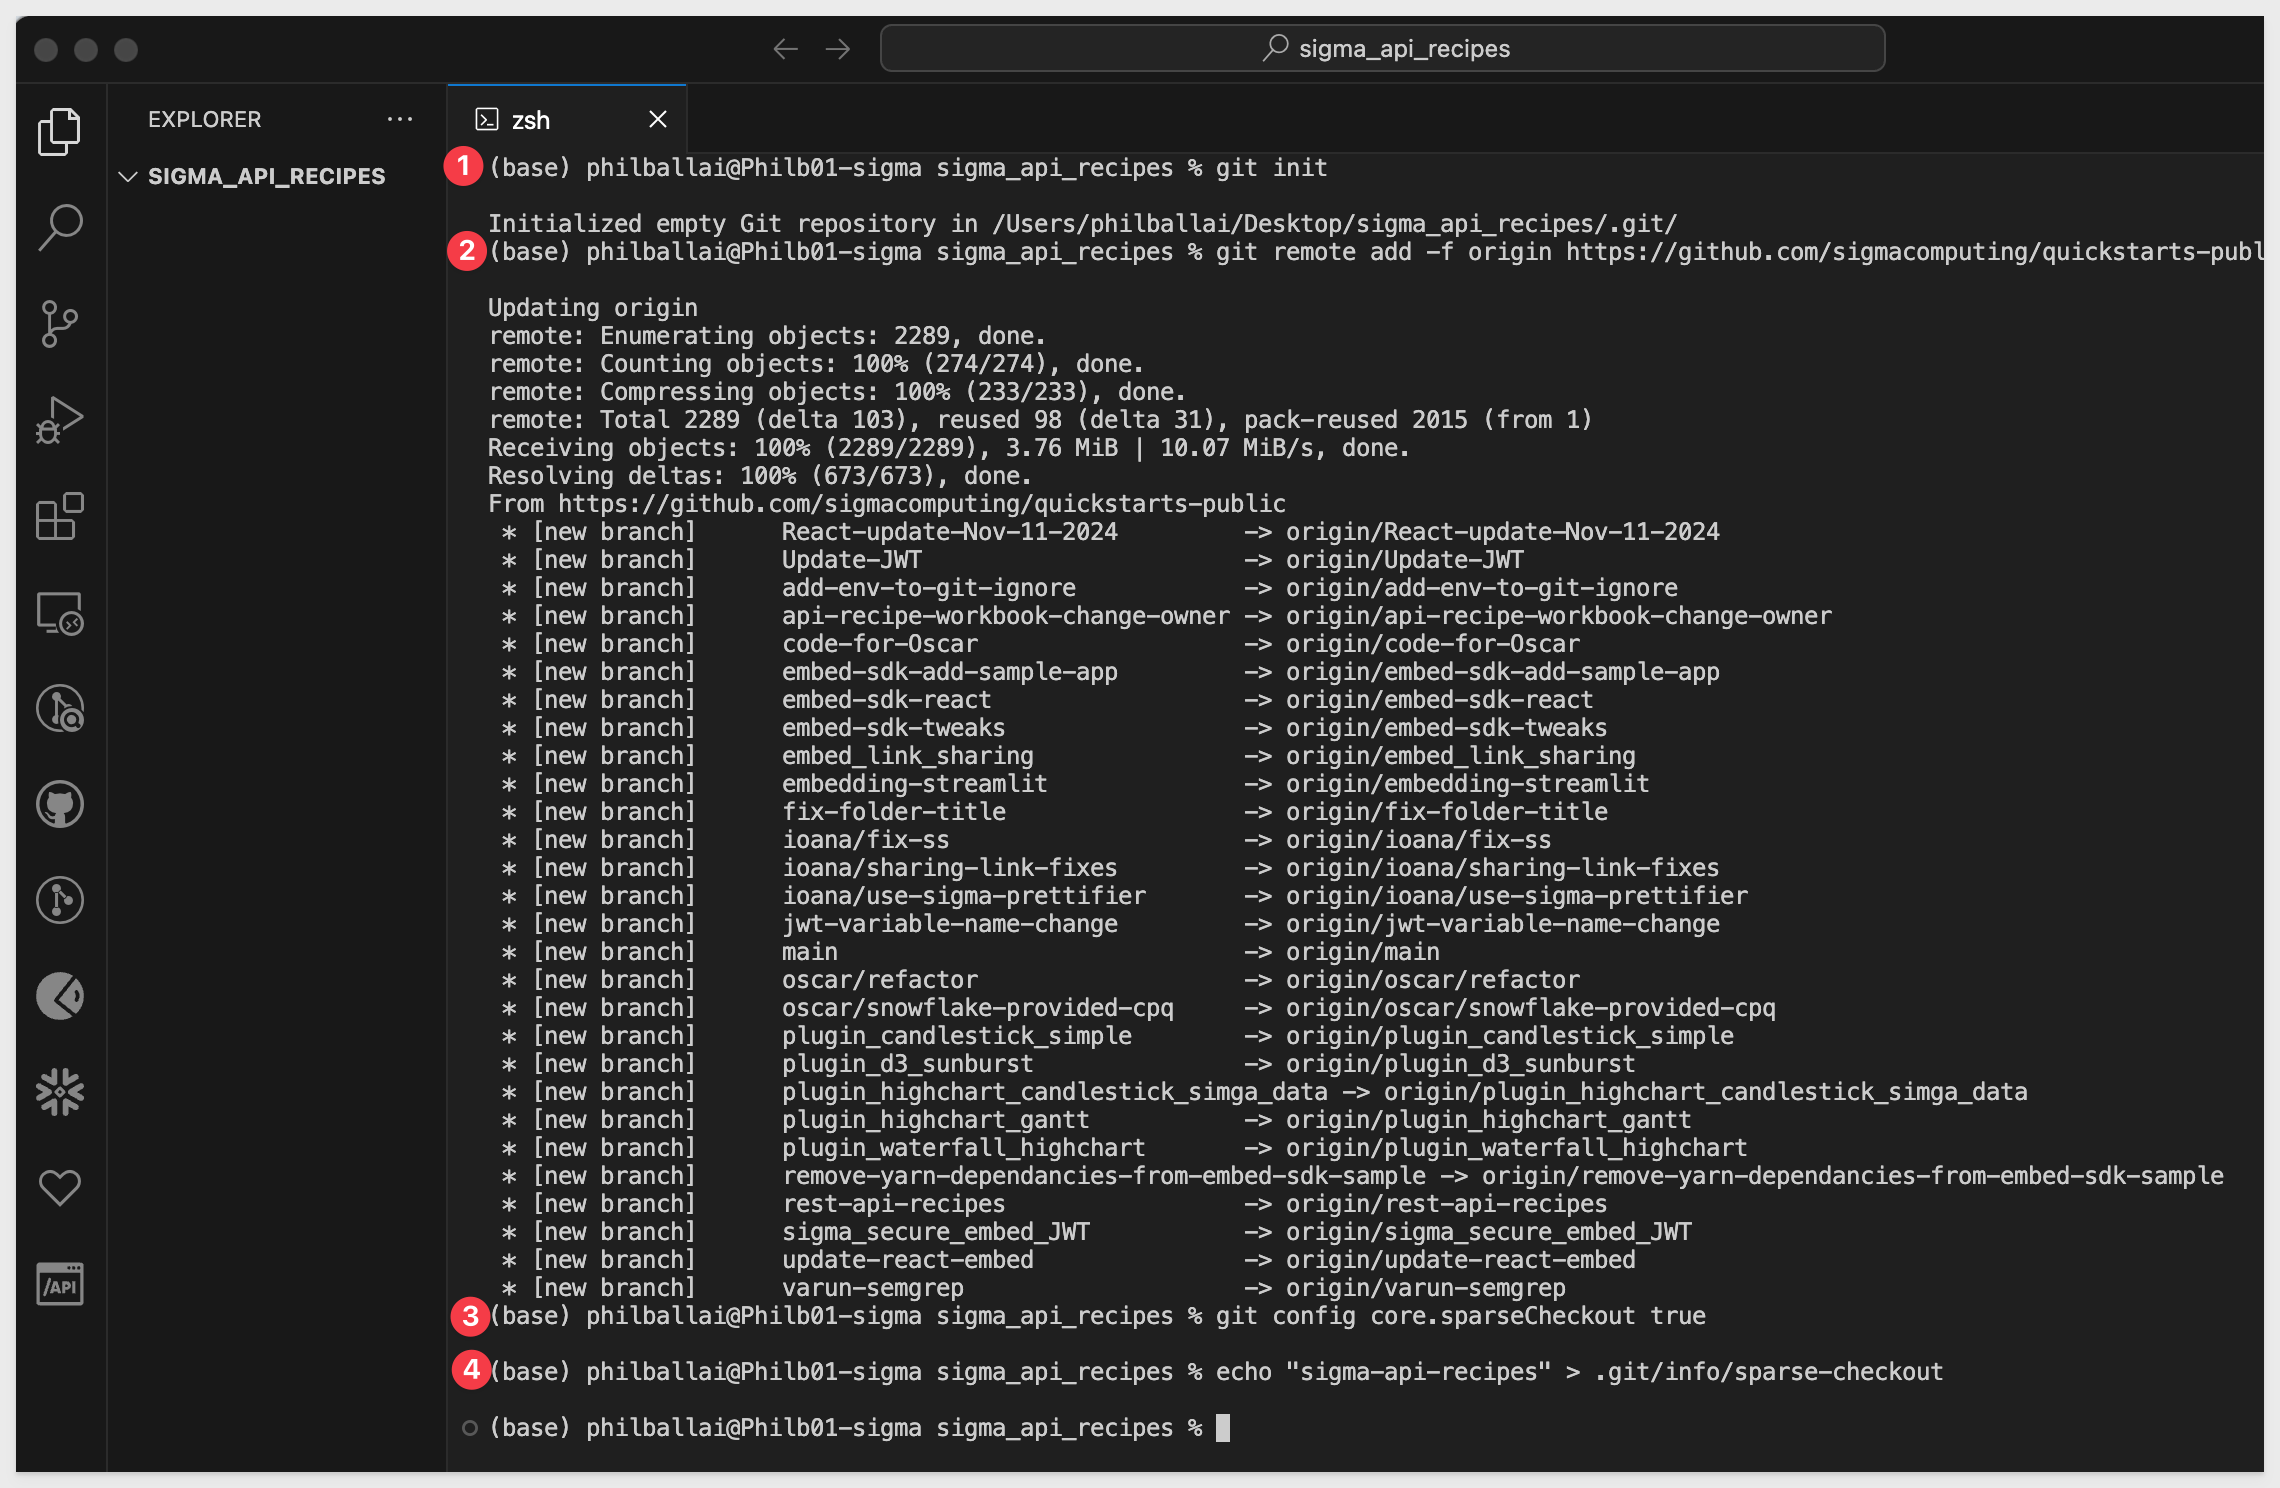 sigma_api_recipes
EXPLORER
zsh
SIGMA_API_RECIPES
1 (base) philballai@Philb01-sigma sigma_api_recipes % git init
Initialized empty Git repository in /Users/philballai/Desktop/sigma_api_recipes/.git/
2 (base) philballai@Philb01-sigma sigma_api_recipes % git remote add -f origin https://github.com/sigmacomputing/quickstarts-publ
Updating origin
remote: Enumerating objects: 2289, done.
remote: Counting objects: 100% (274/274), done.
remote: Compressing objects: 100% (233/233), done.
remote: Total 2289 (delta 103), reused 98 (delta 31), pack-reused 2015 (from 1)
Receiving objects: 100% (2289/2289), 3.76 MiB | 10.07 MiB/s, done.
Resolving deltas: 100% (673/673), done.
From https://github.com/sigmacomputing/quickstarts-public
* [new branch] React-update-Nov-11-2024 -> origin/React-update-Nov-11-2024
* [new branch] Update-JWT -> origin/Update-JWT
* [new branch] add-env-to-git-ignore -> origin/add-env-to-git-ignore
* [new branch] api-recipe-workbook-change-owner -> origin/api-recipe-workbook-change-owner
* [new branch] code-for-Oscar -> origin/code-for-Oscar
* [new branch] embed-sdk-add-sample-app -> origin/embed-sdk-add-sample-app
* [new branch] embed-sdk-react -> origin/embed-sdk-react
* [new branch] embed-sdk-tweaks -> origin/embed-sdk-tweaks
* [new branch] embed_link_sharing -> origin/embed_link_sharing
* [new branch] embedding-streamlit -> origin/embedding-streamlit
* [new branch] fix-folder-title -> origin/fix-folder-title
* [new branch] ioana/fix-ss -> origin/ioana/fix-ss
* [new branch] ioana/sharing-link-fixes -> origin/ioana/sharing-link-fixes
* [new branch] ioana/use-sigma-prettifier -> origin/ioana/use-sigma-prettifier
* [new branch] jwt-variable-name-change -> origin/jwt-variable-name-change
* [new branch] main -> origin/main
* [new branch] oscar/refactor -> origin/oscar/refactor
* [new branch] oscar/snowflake-provided-cpq -> origin/oscar/snowflake-provided-cpq
* [new branch] plugin_candlestick_simple -> origin/plugin_candlestick_simple
* [new branch] plugin_d3_sunburst -> origin/plugin_d3_sunburst
* [new branch] plugin_highchart_candlestick_simga_data -> origin/plugin_highchart_candlestick_simga_data
* [new branch] plugin_highchart_gantt -> origin/plugin_highchart_gantt
* [new branch] plugin_waterfall_highchart -> origin/plugin_waterfall_highchart
* [new branch] remove-yarn-dependancies-from-embed-sdk-sample -> origin/remove-yarn-dependancies-from-embed-sdk-sample
* [new branch] rest-api-recipes -> origin/rest-api-recipes
* [new branch] sigma_secure_embed_JWT -> origin/sigma_secure_embed_JWT
* [new branch] update-react-embed -> origin/update-react-embed
* [new branch] varun-semgrep -> origin/varun-semgrep
3 (base) philballai@Philb01-sigma sigma_api_recipes % git config core.sparseCheckout true
4 (base) philballai@Philb01-sigma sigma_api_recipes % echo "sigma-api-recipes" > .git/info/sparse-checkout
(base) philballai@Philb01-sigma sigma_api_recipes %
/API